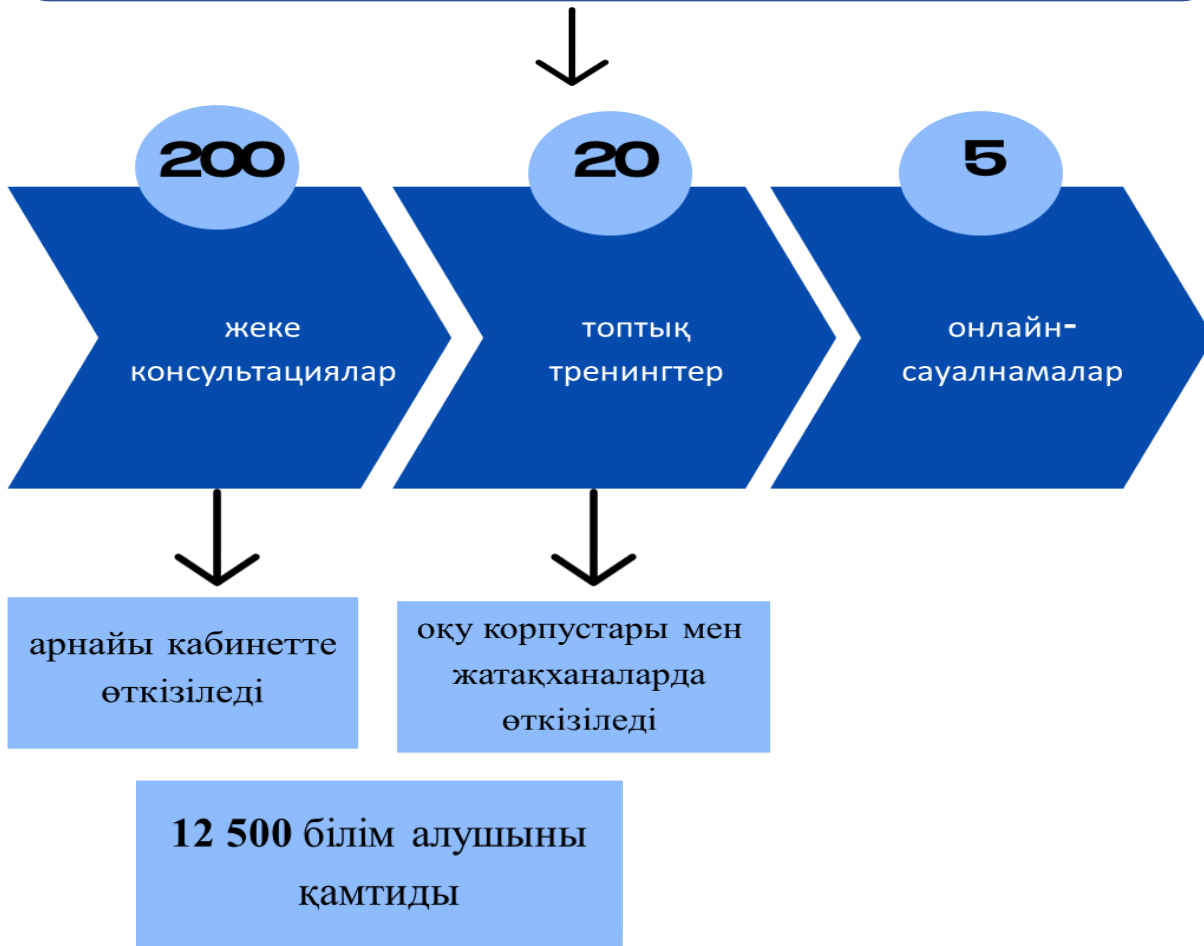 200
20
5
жеке
консультациялар
топтық
тренингтер
онлайн-
сауалнамалар
арнайы кабинетте
өткізіледі
оқу корпустары мен
жатақханаларда
өткізіледі
12 500 білім алушыны
қамтиды